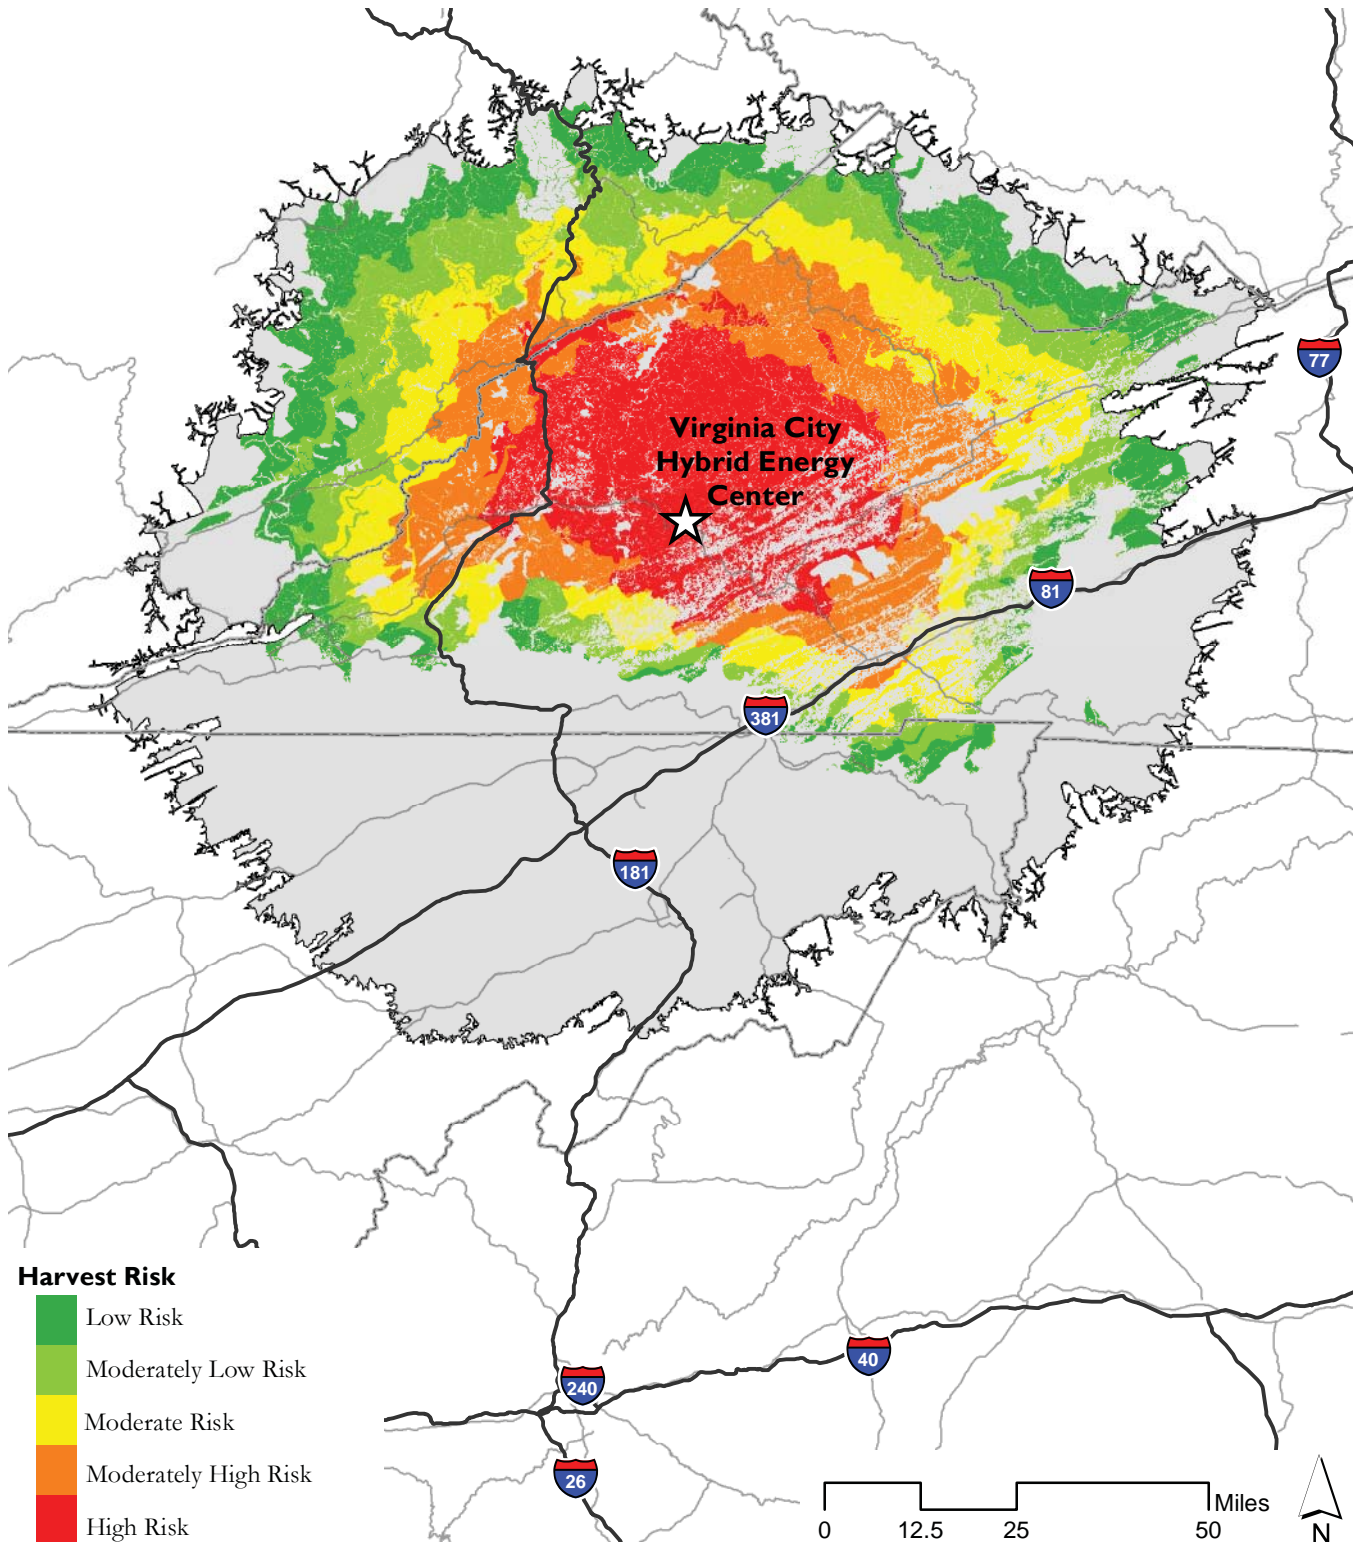 77
Virginia City
Hybrid Energy
Center
81
381
181
Harvest Risk
Low Risk
Moderately Low Risk
Moderate Risk
Moderately High Risk
High Risk
40
240
26
Miles
0 12.5 25 50
N